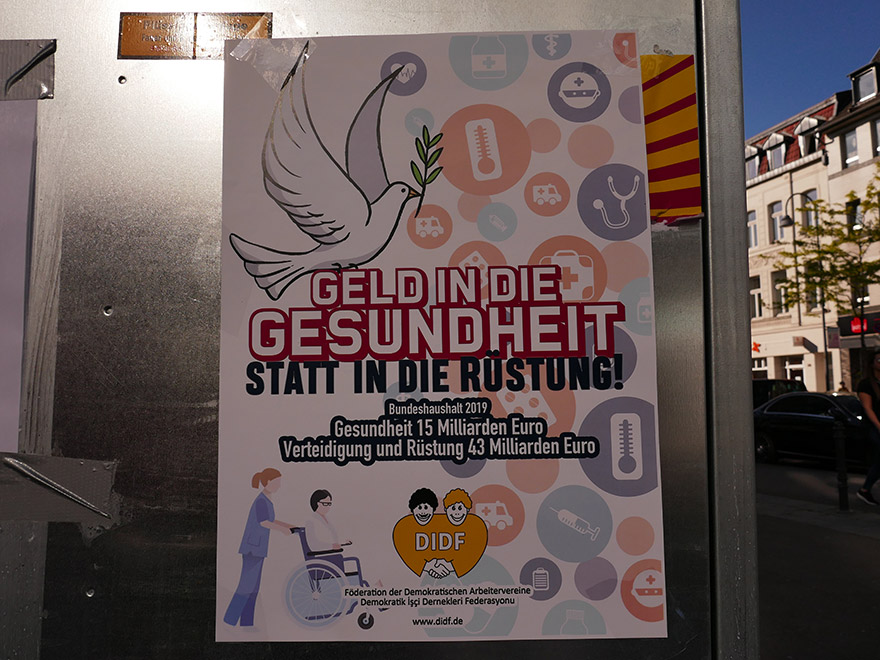 GELD IN DIE
GESUNDHEIT
STATT IN DIE RÜSTUNG!
Bundeshaushalt 2019
Gesundheit 15 Milliarden Euro
Verteidigung und Rüstung 43 Milliarden Euro
DIDF
Föderation der Demokratischen Arbeitervereine
Demokratik İşçi Dernekleri Federasyonu
www.didf.de